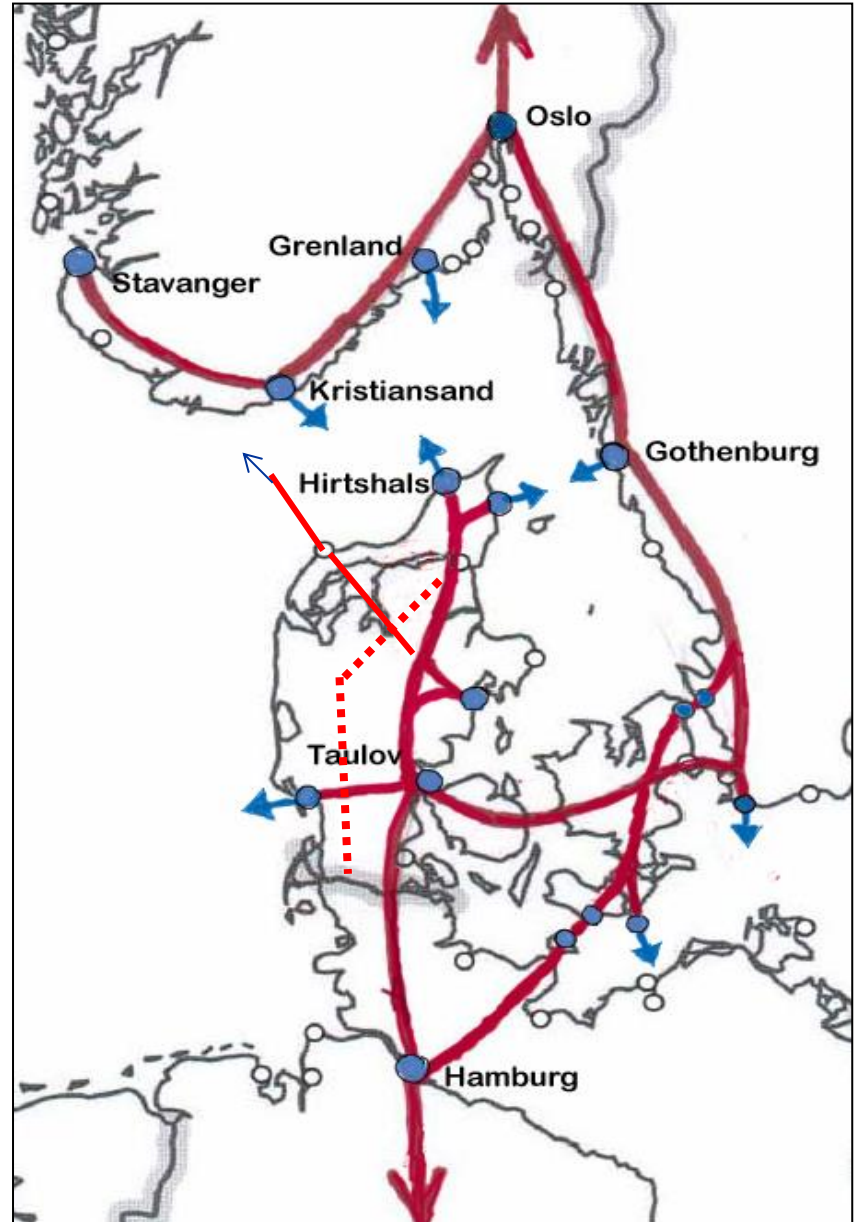 Oslo
Grenland
Stavanger
Kristiansand
Gothenburg
Hirtshals
Taulov
Hamburg